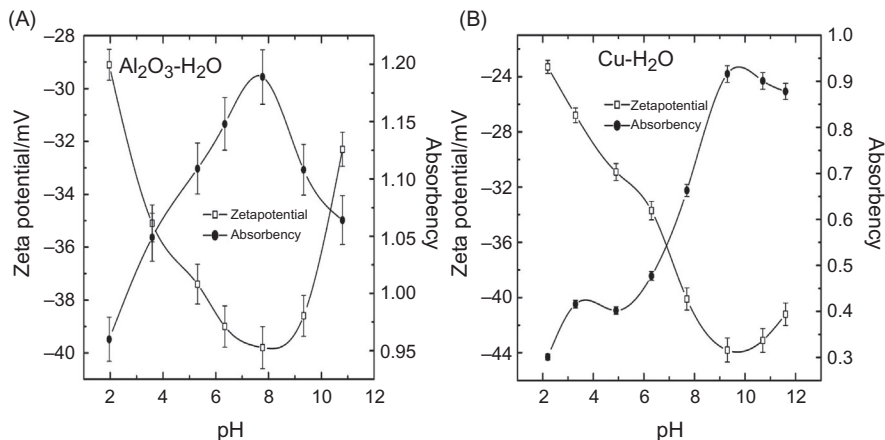 (A)
Al2O3-H2O
Zeta potential/mV
–28
–30
–32
–34
–36
–38
–40
Zetapotential
Absorbency
1.20
1.15
1.10
1.05
1.00
0.95
Absorbency
0 2 4 6 8 10 12
pH
(B)
Cu-H2O
Zeta potential/mV
–24
–28
–32
–36
–40
–44
Zetapotential
Absorbency
1.0
0.9
0.8
0.7
0.6
0.5
0.4
0.3
Absorbency
0 2 4 6 8 10 12
pH